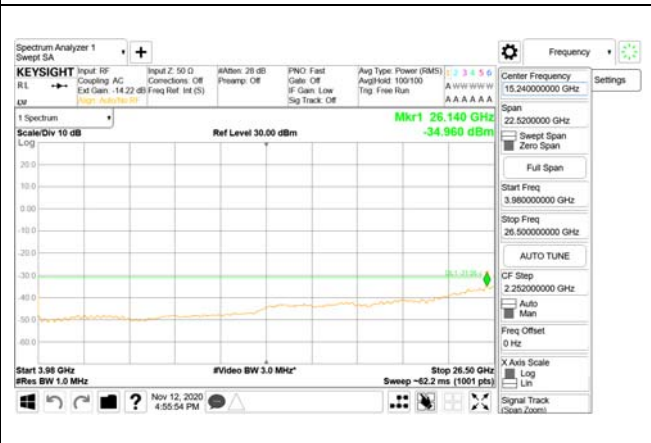 Spectrum Analyzer 1
Swept SA
Frequency
KEYSIGHT
RL
Input: RF
Coupling: AC
Ext Gain: -14.22 dB
Align: Auto/No RF
Input Z: 50 Ω
Corrections: Off
Freq Ref: Int (S)
#Atten: 28 dB
Preamp: Off
PNO: Fast
Gate: Off
IF Gain: Low
Sig Track: Off
Avg Type: Power (RMS)
Avg|Hold: 100/100
Trig: Free Run
1 2 3 4 5 6
A W W W W W
A A A A A A
1 Spectrum
Mkr1 26.140 GHz
Scale/Div 10 dB
Ref Level 30.00 dBm
-34.960 dBm
Log
20.0
10.0
0.00
-10.0
-20.0
-30.0
-40.0
-50.0
-60.0
Start 3.98 GHz
#Video BW 3.0 MHz*
Stop 26.50 GHz
#Res BW 1.0 MHz
Sweep ~62.2 ms (1001 pts)
Nov 12, 2020
4:55:54 PM
Center Frequency
15.240000000 GHz
Settings
Span
22.5200000 GHz
Swept Span
Zero Span
Full Span
Start Freq
3.980000000 GHz
Stop Freq
26.500000000 GHz
AUTO TUNE
CF Step
2.252000000 GHz
Auto
Man
Freq Offset
0 Hz
X Axis Scale
Log
Lin
Signal Track
(Span Zoom)